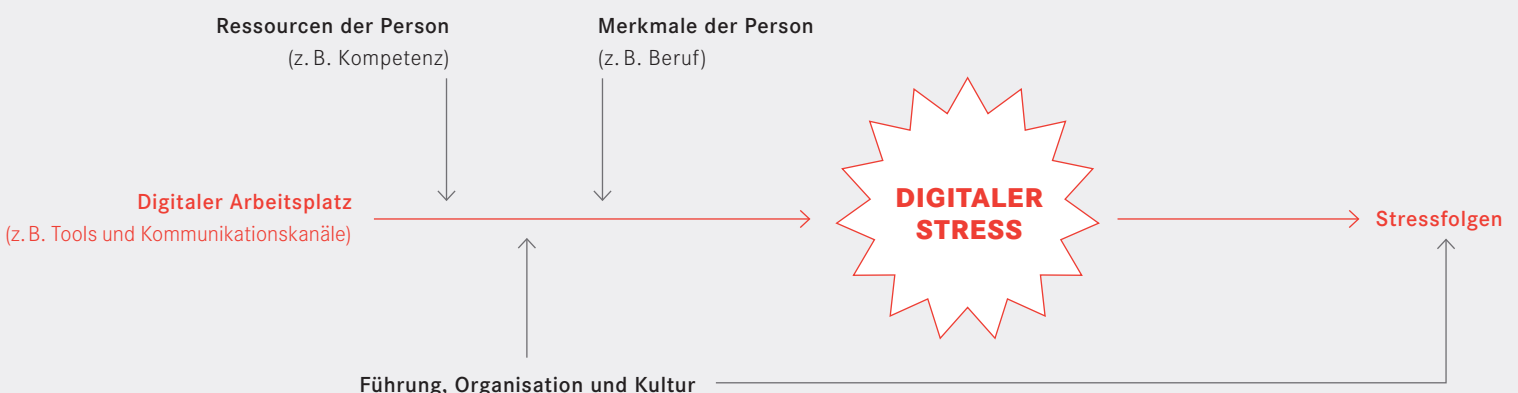 Ressourcen der Person
(z. B. Kompetenz)
Merkmale der Person
(z. B. Beruf)
Digitaler Arbeitsplatz
(z. B. Tools und Kommunikationskanäle)
DIGITALER
STRESS
Stressfolgen
Führung, Organisation und Kultur